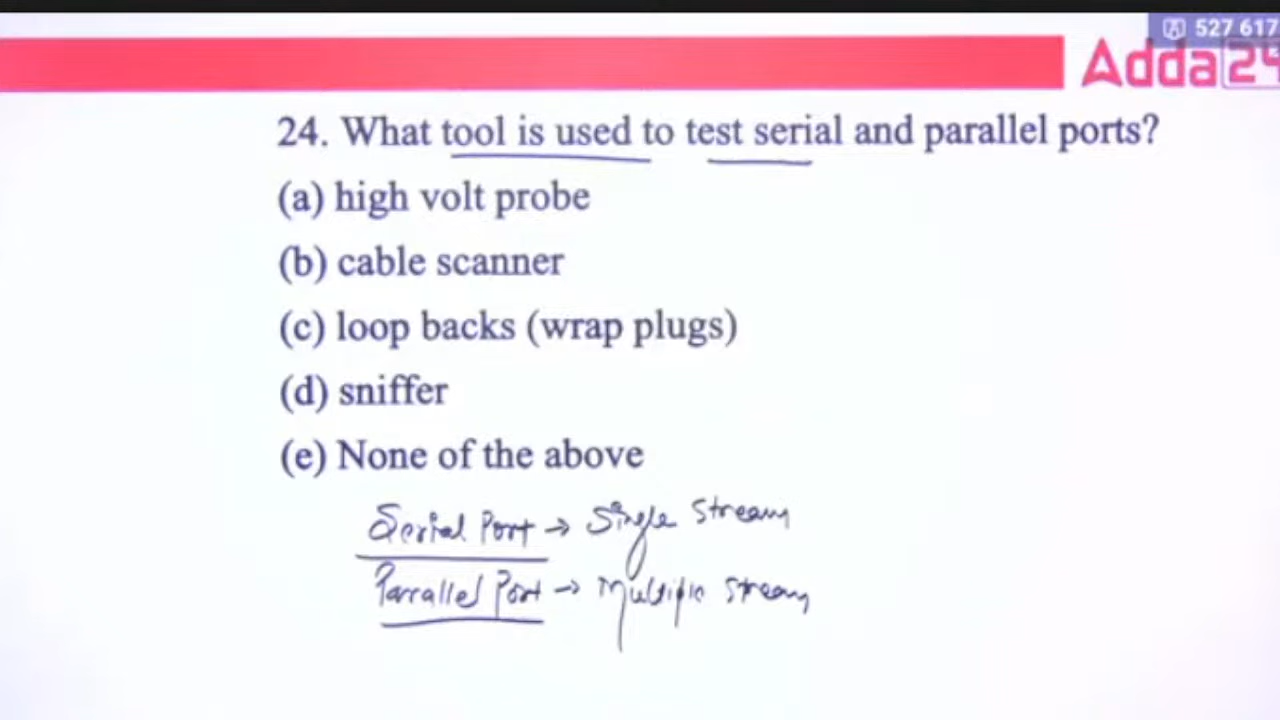 527 617
Adda24
24. What tool is used to test serial and parallel ports?
(a) high volt probe
(b) cable scanner
(c) loop backs (wrap plugs)
(d) sniffer
(e) None of the above
Serial Port → Single Stream
Parrallel Port → Multiple Stream